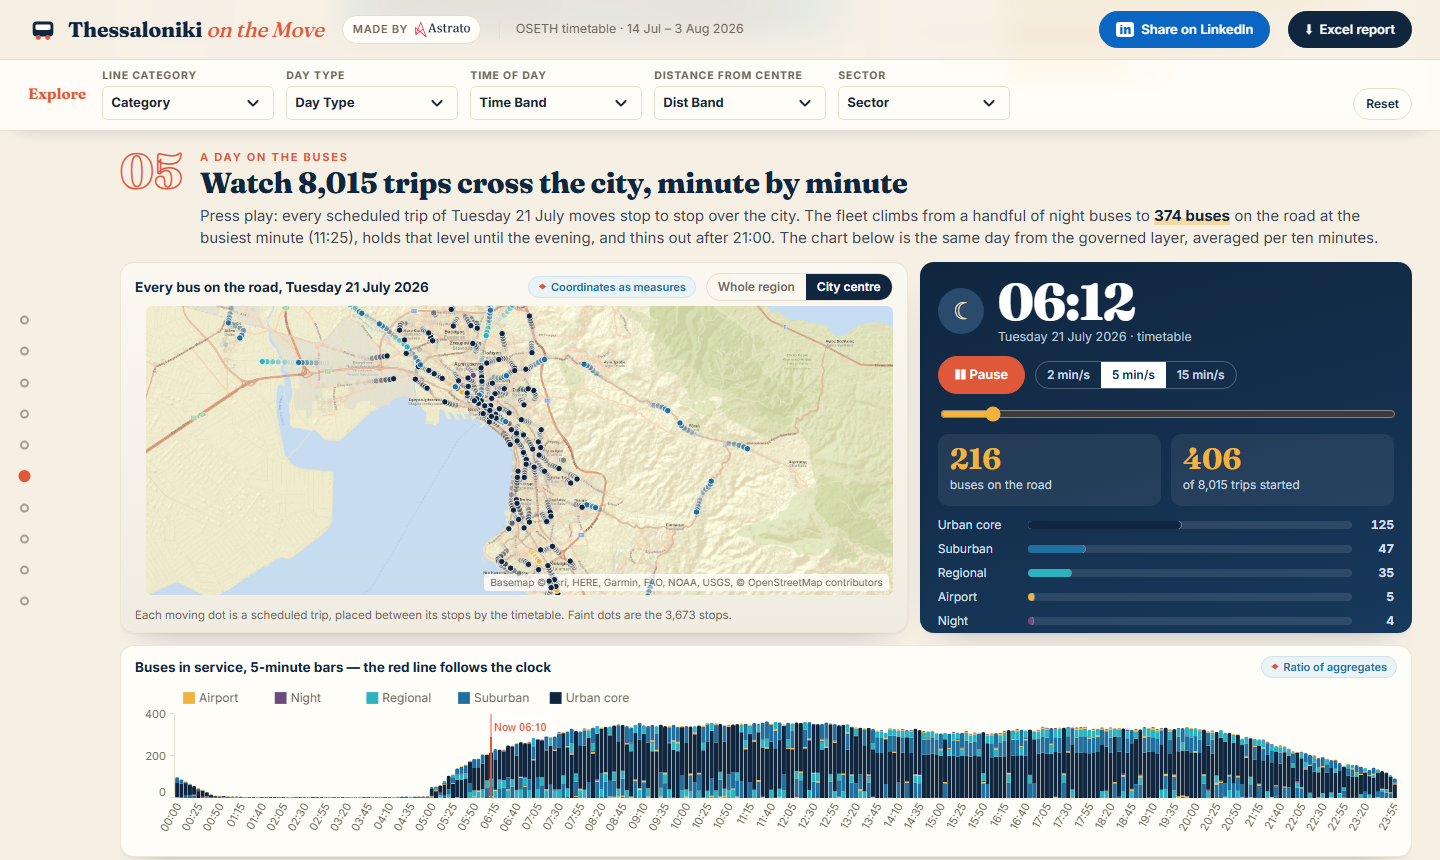 Thessaloniki on the Move
MADE BY Astrato
OSETH timetable · 14 Jul – 3 Aug 2026
in Share on LinkedIn
⬇ Excel report
Explore
LINE CATEGORY
Category
DAY TYPE
Day Type
TIME OF DAY
Time Band
DISTANCE FROM CENTRE
Dist Band
SECTOR
Sector
Reset
05
A DAY ON THE BUSES
Watch 8,015 trips cross the city, minute by minute
Press play: every scheduled trip of Tuesday 21 July moves stop to stop over the city. The fleet climbs from a handful of night buses to 374 buses on the road at the
busiest minute (11:25), holds that level until the evening, and thins out after 21:00. The chart below is the same day from the governed layer, averaged per ten minutes.
Every bus on the road, Tuesday 21 July 2026
Coordinates as measures
Whole region
City centre
Each moving dot is a scheduled trip, placed between its stops by the timetable. Faint dots are the 3,673 stops.
06:12
Tuesday 21 July 2026 · timetable
Pause
2 min/s
5 min/s
15 min/s
216
buses on the road
406
of 8,015 trips started
Urban core 125
Suburban 47
Regional 35
Airport 5
Night 4
Buses in service, 5-minute bars — the red line follows the clock
Ratio of aggregates
Airport Night Regional Suburban Urban core
400
200
0
Now 06:10
00:00 00:25 00:50 01:15 01:40 02:05 02:30 02:55 03:20 03:45 04:10 04:35 05:00 05:25 05:50 06:15 06:40 07:05 07:30 07:55 08:20 08:45 09:10 09:35 10:00 10:25 10:50 11:15 11:40 12:05 12:30 12:55 13:20 13:45 14:10 14:35 15:00 15:25 15:50 16:15 16:40 17:05 17:30 17:55 18:20 18:45 19:10 19:35 20:00 20:25 20:50 21:15 21:40 22:05 22:30 22:55 23:20 23:55
Basemap © HERE, Garmin, FAO, NOAA, USGS, © OpenStreetMap contributors